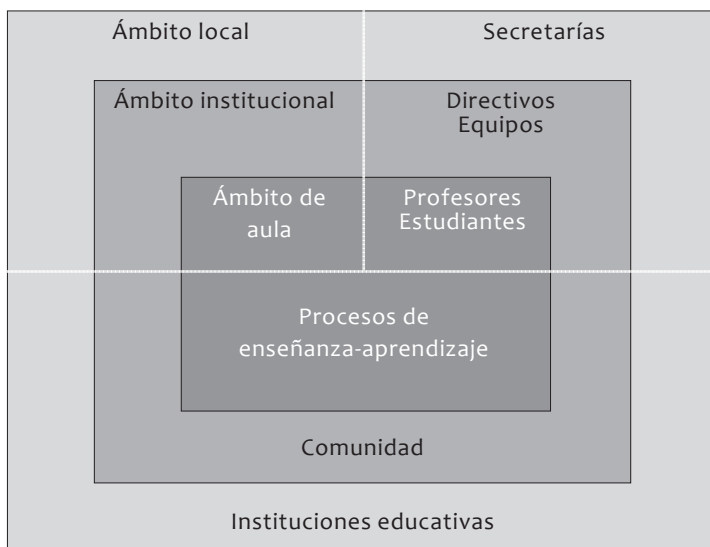 Ámbito local
Secretarías
Ámbito institucional
Directivos
Equipos
Ámbito de
aula
Profesores
Estudiantes
Procesos de
enseñanza-aprendizaje
Comunidad
Instituciones educativas